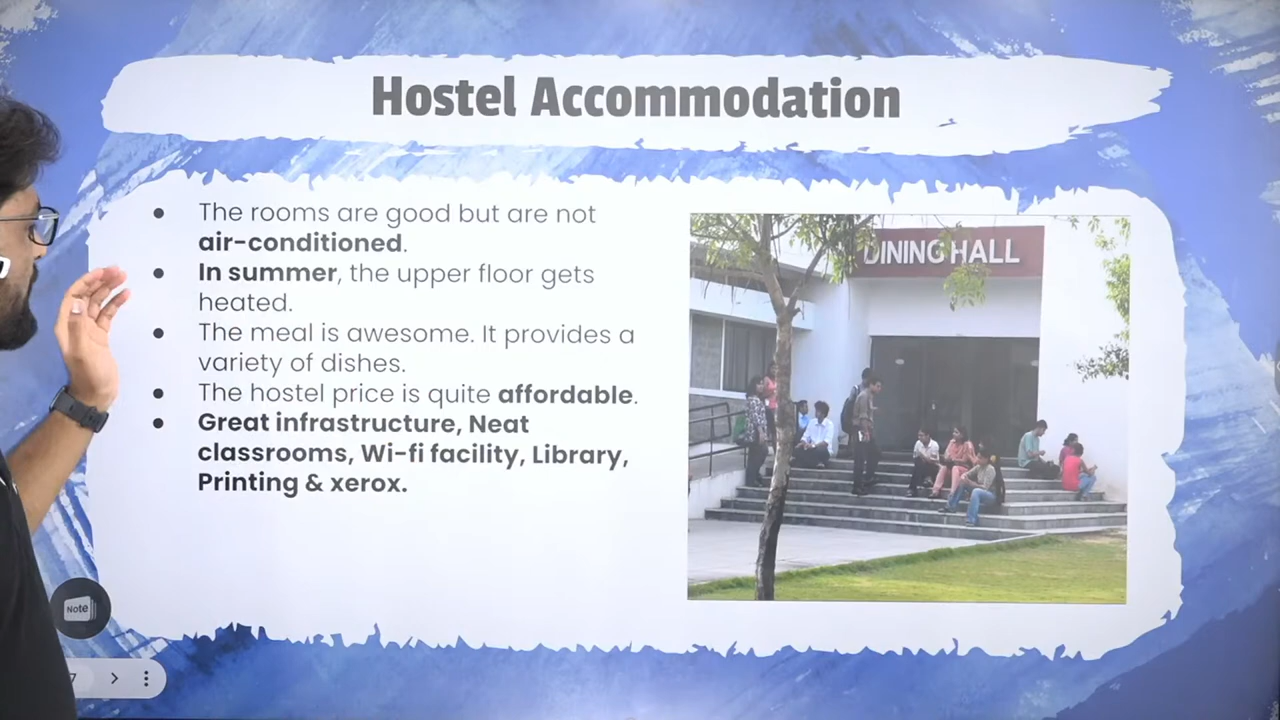 Hostel Accommodation
● The rooms are good but are not
air-conditioned.
● In summer, the upper floor gets
heated.
● The meal is awesome. It provides a
variety of dishes.
● The hostel price is quite affordable.
● Great infrastructure, Neat
classrooms, Wi-fi facility, Library,
Printing & xerox.
DINING HALL
Note
7